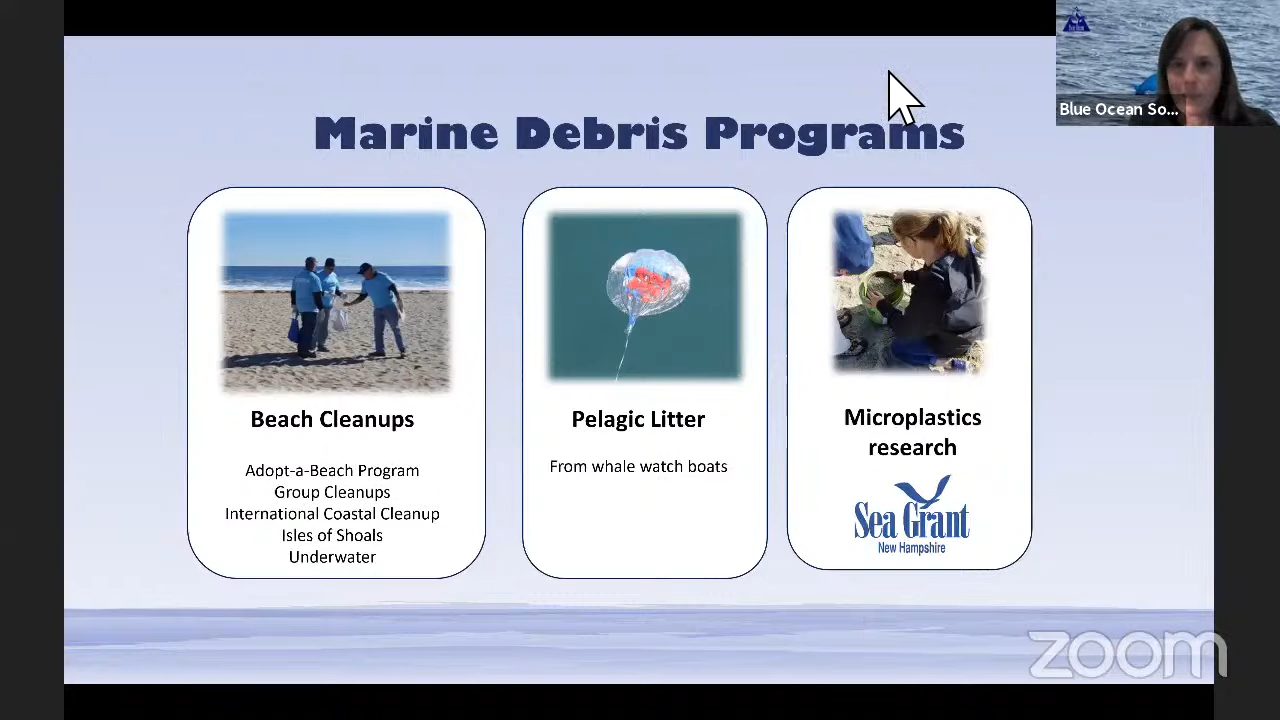 Marine Debris Programs
Blue Ocean So...
Beach Cleanups
Adopt-a-Beach Program
Group Cleanups
International Coastal Cleanup
Isles of Shoals
Underwater
Pelagic Litter
From whale watch boats
Microplastics
research
Sea Grant
New Hampshire
zoom